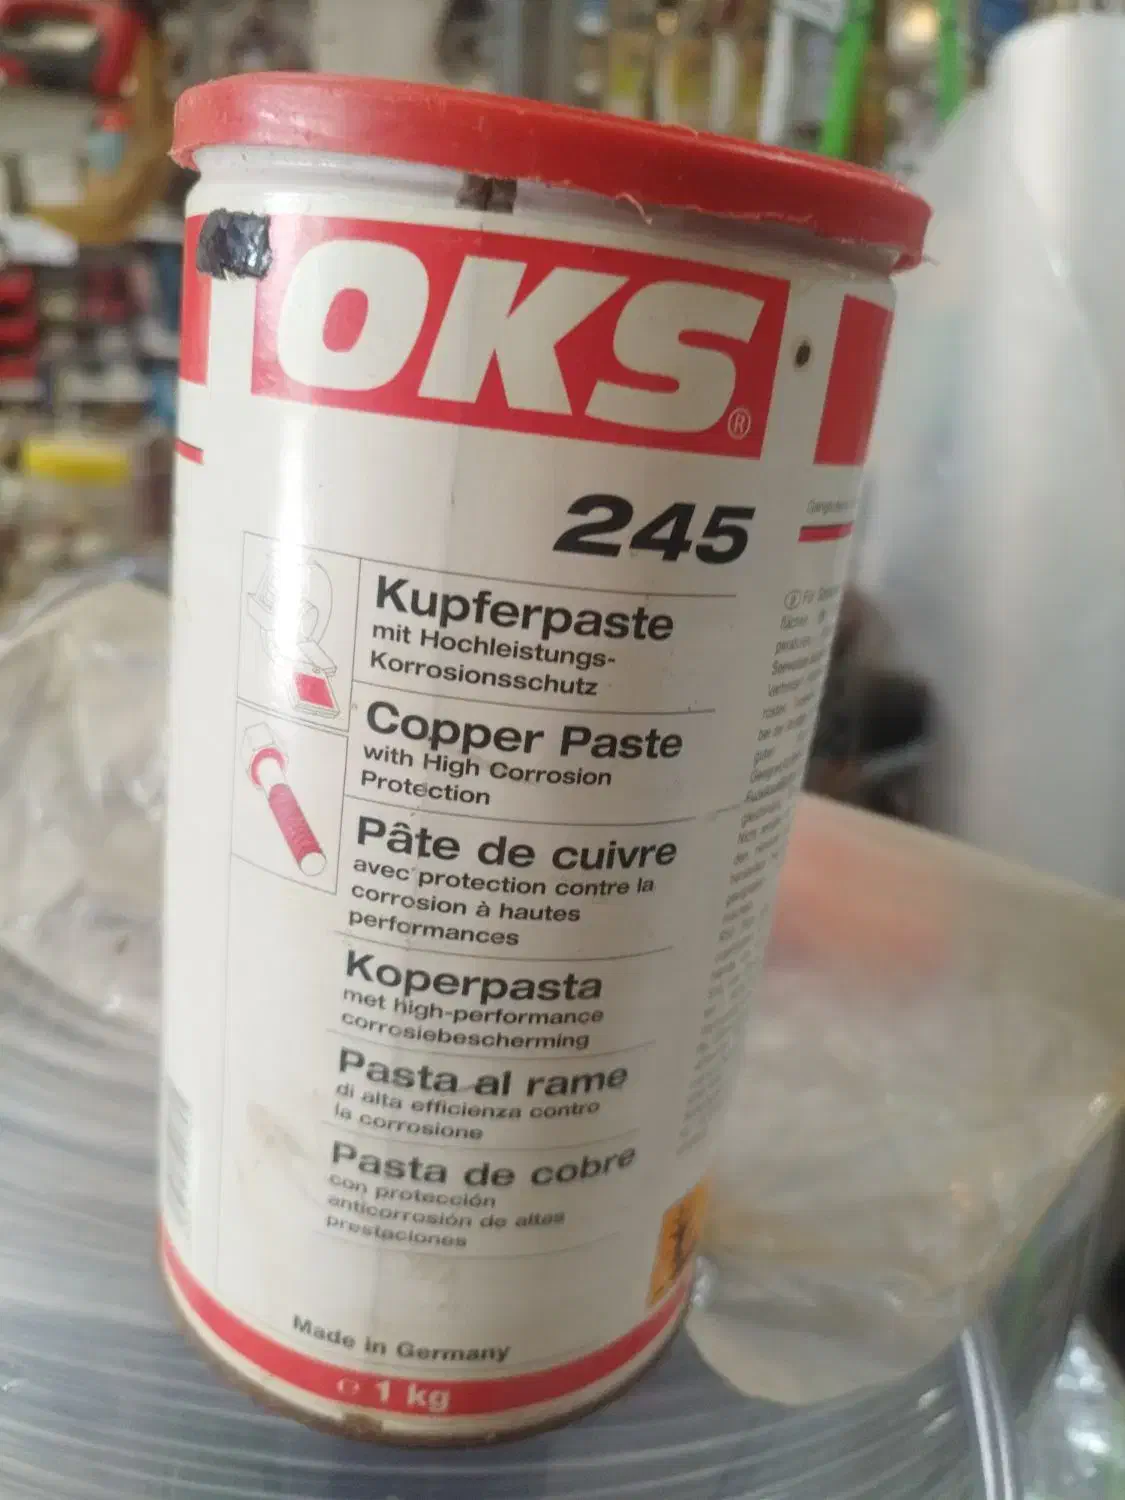 OKS®
245
Kupferpaste
mit Hochleistungs-
Korrosionsschutz
Copper Paste
with High Corrosion
Protection
Pâte de cuivre
avec protection contre la
corrosion à hautes
performances
Koperpasta
met high-performance
corrosiebescherming
Pasta al rame
di alta efficienza contro
la corrosione
Pasta de cobre
con protección
anticorrosión de altas
prestaciones
Made in Germany
℮ 1 kg